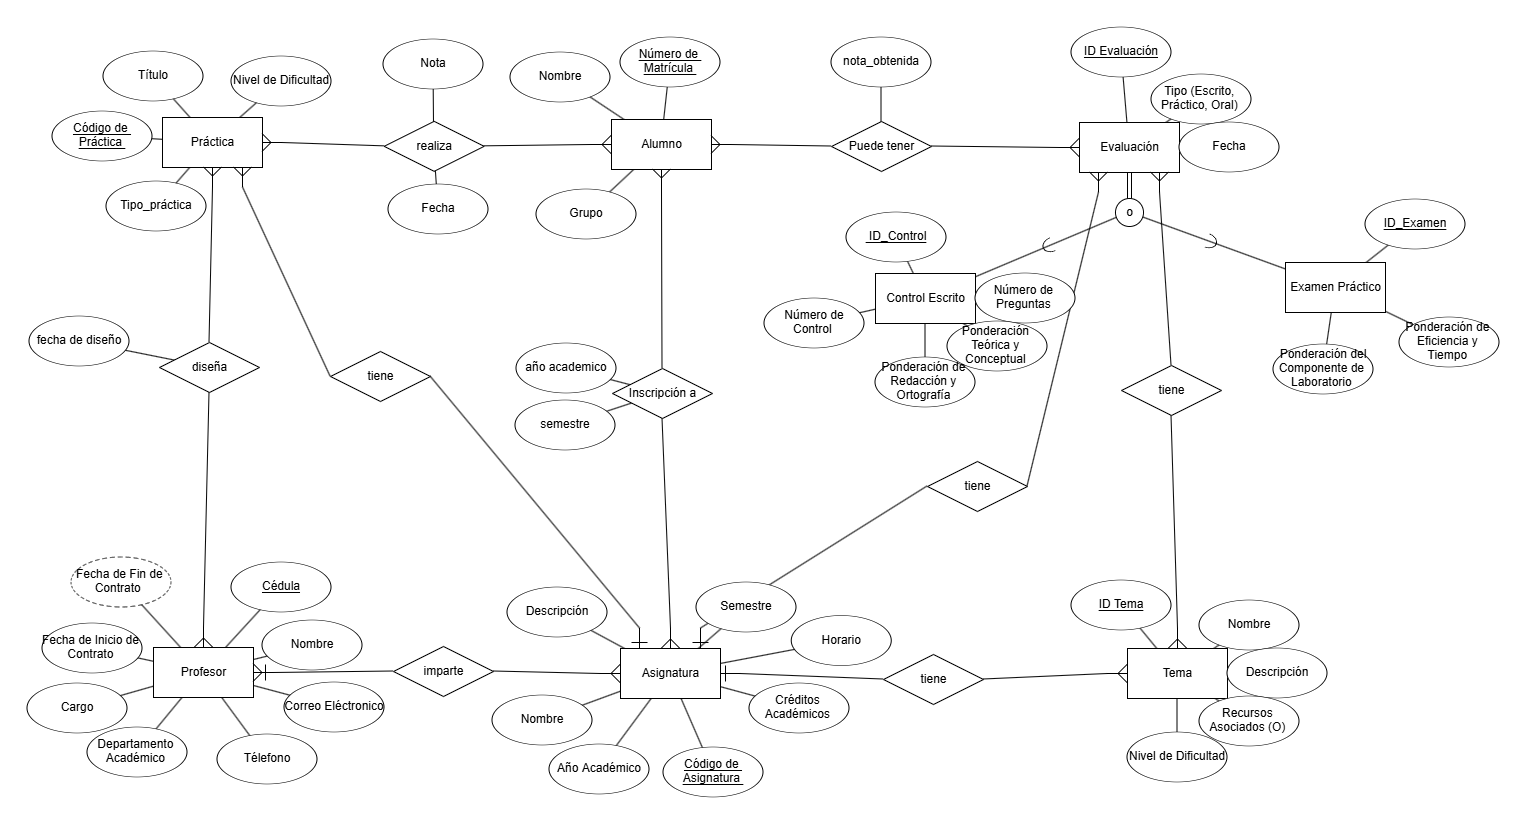 ID Evaluación
Número de
Matrícula
Nota
nota_obtenida
Título
Nombre
Nivel de Dificultad
Tipo (Escrito,
Práctico, Oral)
Código de
Práctica
Práctica
realiza
Alumno
Puede tener
Evaluación
Fecha
Tipo_práctica
Fecha
Grupo
o
ID_Control
ID_Examen
Control Escrito
Número de
Preguntas
Examen Práctico
Número de
Control
Ponderación
Teórica y
Conceptual
Ponderación de
Eficiencia y
Tiempo
Ponderación de
Redacción y
Ortografía
Ponderación del
Componente de
Laboratorio
fecha de diseño
diseña
tiene
año academico
Inscripción a
semestre
tiene
tiene
Fecha de Fin de
Contrato
Cédula
Descripción
Semestre
ID Tema
Nombre
Fecha de Inicio de
Contrato
Nombre
Horario
Profesor
imparte
Asignatura
tiene
Tema
Descripción
Cargo
Correo Eléctronico
Nombre
Créditos
Académicos
Recursos
Asociados (O)
Departamento
Académico
Télefono
Año Académico
Código de
Asignatura
Nivel de Dificultad